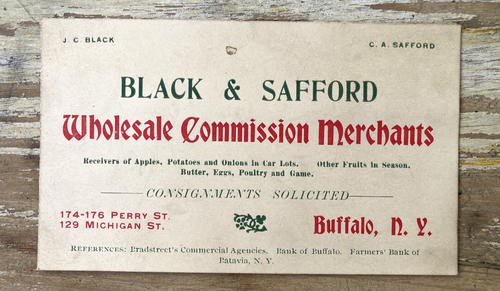 J. C. BLACK
C. A. SAFFORD
BLACK & SAFFORD
Wholesale Commission Merchants
Receivers of Apples, Potatoes and Onions in Car Lots. Other Fruits in Season.
Butter, Eggs, Poultry and Game.
CONSIGNMENTS SOLICITED
174-176 PERRY ST.
129 MICHIGAN ST.
Buffalo, N. Y.
REFERENCES: Bradstreet's Commercial Agencies. Bank of Buffalo. Farmers' Bank of
Batavia, N. Y.